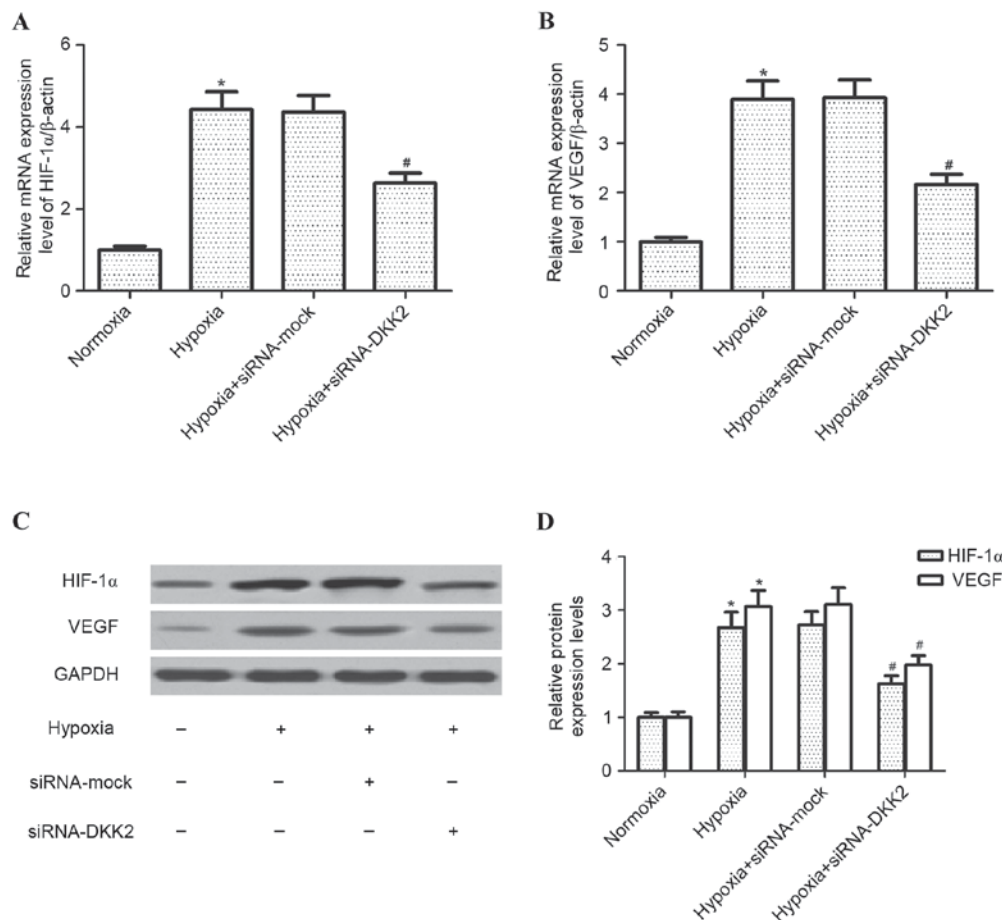 A
Relative mRNA expression
level of HIF-1α/β-actin
6
4
2
0
*
#
Normoxia
Hypoxia
Hypoxia+siRNA-mock
Hypoxia+siRNA-DKK2
B
Relative mRNA expression
level of VEGF/β-actin
5
4
3
2
1
0
*
#
Normoxia
Hypoxia
Hypoxia+siRNA-mock
Hypoxia+siRNA-DKK2
C
HIF-1α
VEGF
GAPDH
Hypoxia – + + +
siRNA-mock – – + –
siRNA-DKK2 – – – +
D
HIF-1α
VEGF
Relative protein
expression levels
4
3
2
1
0
* *
# #
Normoxia
Hypoxia
Hypoxia+siRNA-mock
Hypoxia+siRNA-DKK2